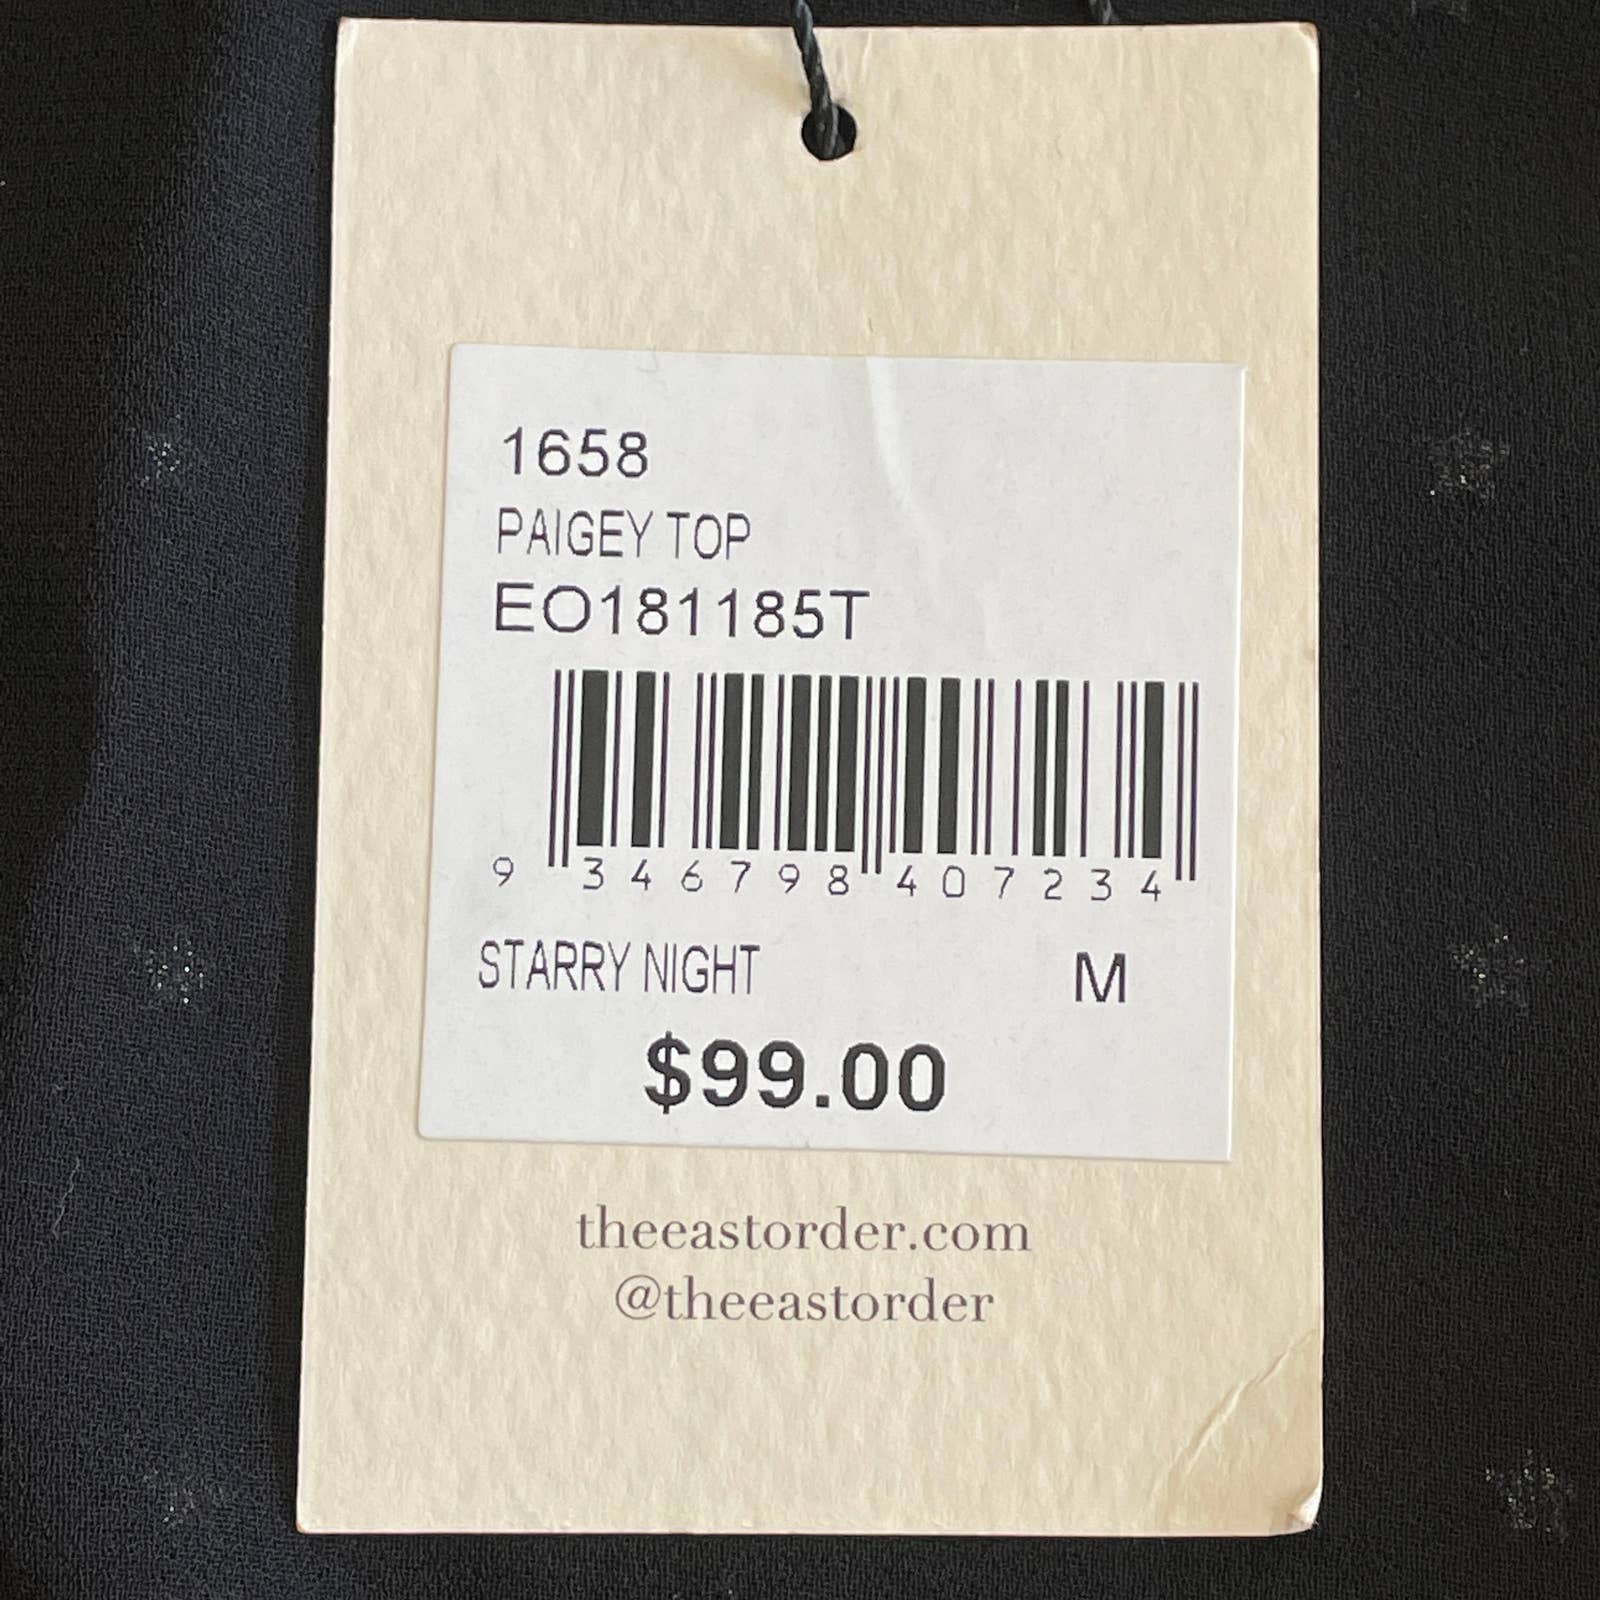 1658
PAIGEY TOP
EO181185T
9 346798 407234
STARRY NIGHT M
$99.00
theeastorder.com
@theeastorder